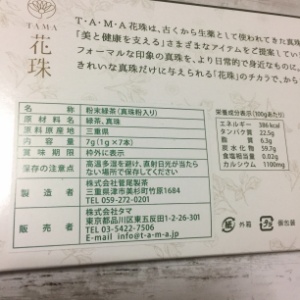 TAMA
花珠
T・A・M・A花珠は、古くから生薬として使われてきた真珠
「美と健康を支える」さまざまなアイテムをご提案してい
フォーマルな印象の真珠を、より日常的で身近なものに。
きれいな真珠だけに与えられる「花珠」のチカラで、から
名称 粉末緑茶(真珠粉入り)
原材料名 緑茶、真珠
原料原産地 三重県
内容量 7g(1g×7本)
賞味期限 枠外に表示
保存の注意点 高温多湿を避け、直射日光が当たら
ない場所で保存してください。
製造者 株式会社菅尾製茶
三重県津市美杉町竹原1684
TEL 059-272-0201
販売者 株式会社タマ
東京都品川区東五反田1-2-301
TEL 03-5422-7506
E-mail info@t-a-m-a.jp
栄養成分表示(100gあたり)
エネルギー 386kcal
タンパク質 22.5g
脂質 6.3g
炭水化物 59.7g
食塩相当量 0.02g
カルシウム 1100mg
外箱
個包装